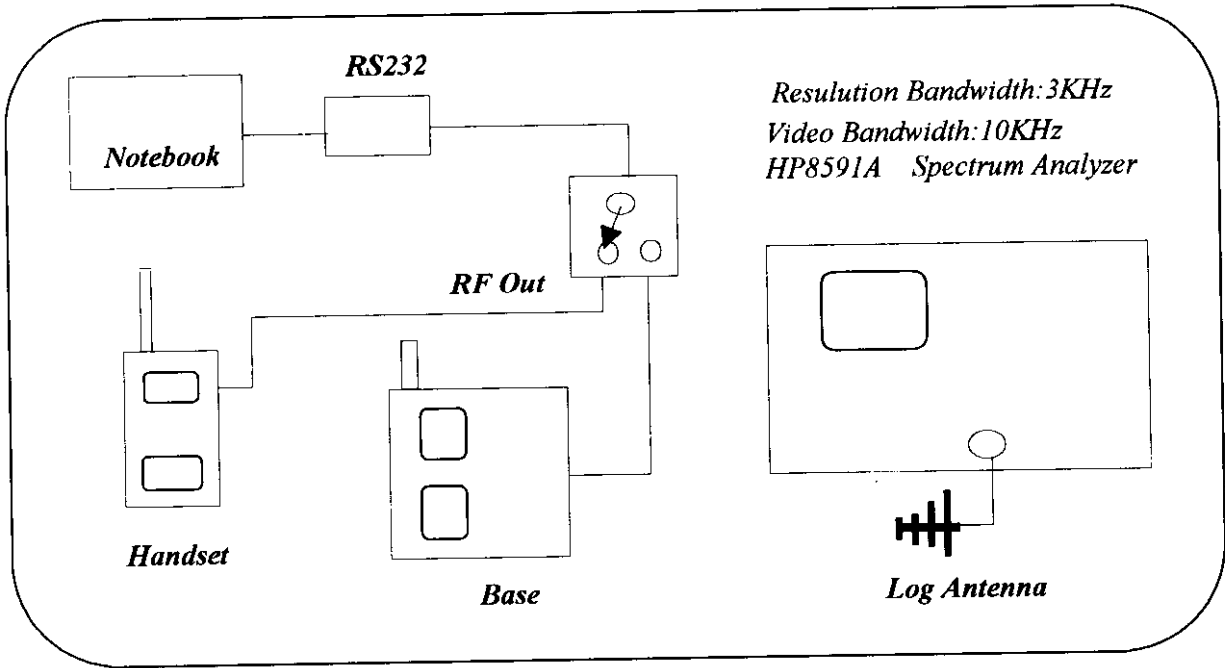 RS232
Resulution Bandwidth:3KHz
Video Bandwidth:10KHz
HP8591A Spectrum Analyzer
Notebook
RF Out
Handset
Base
Log Antenna